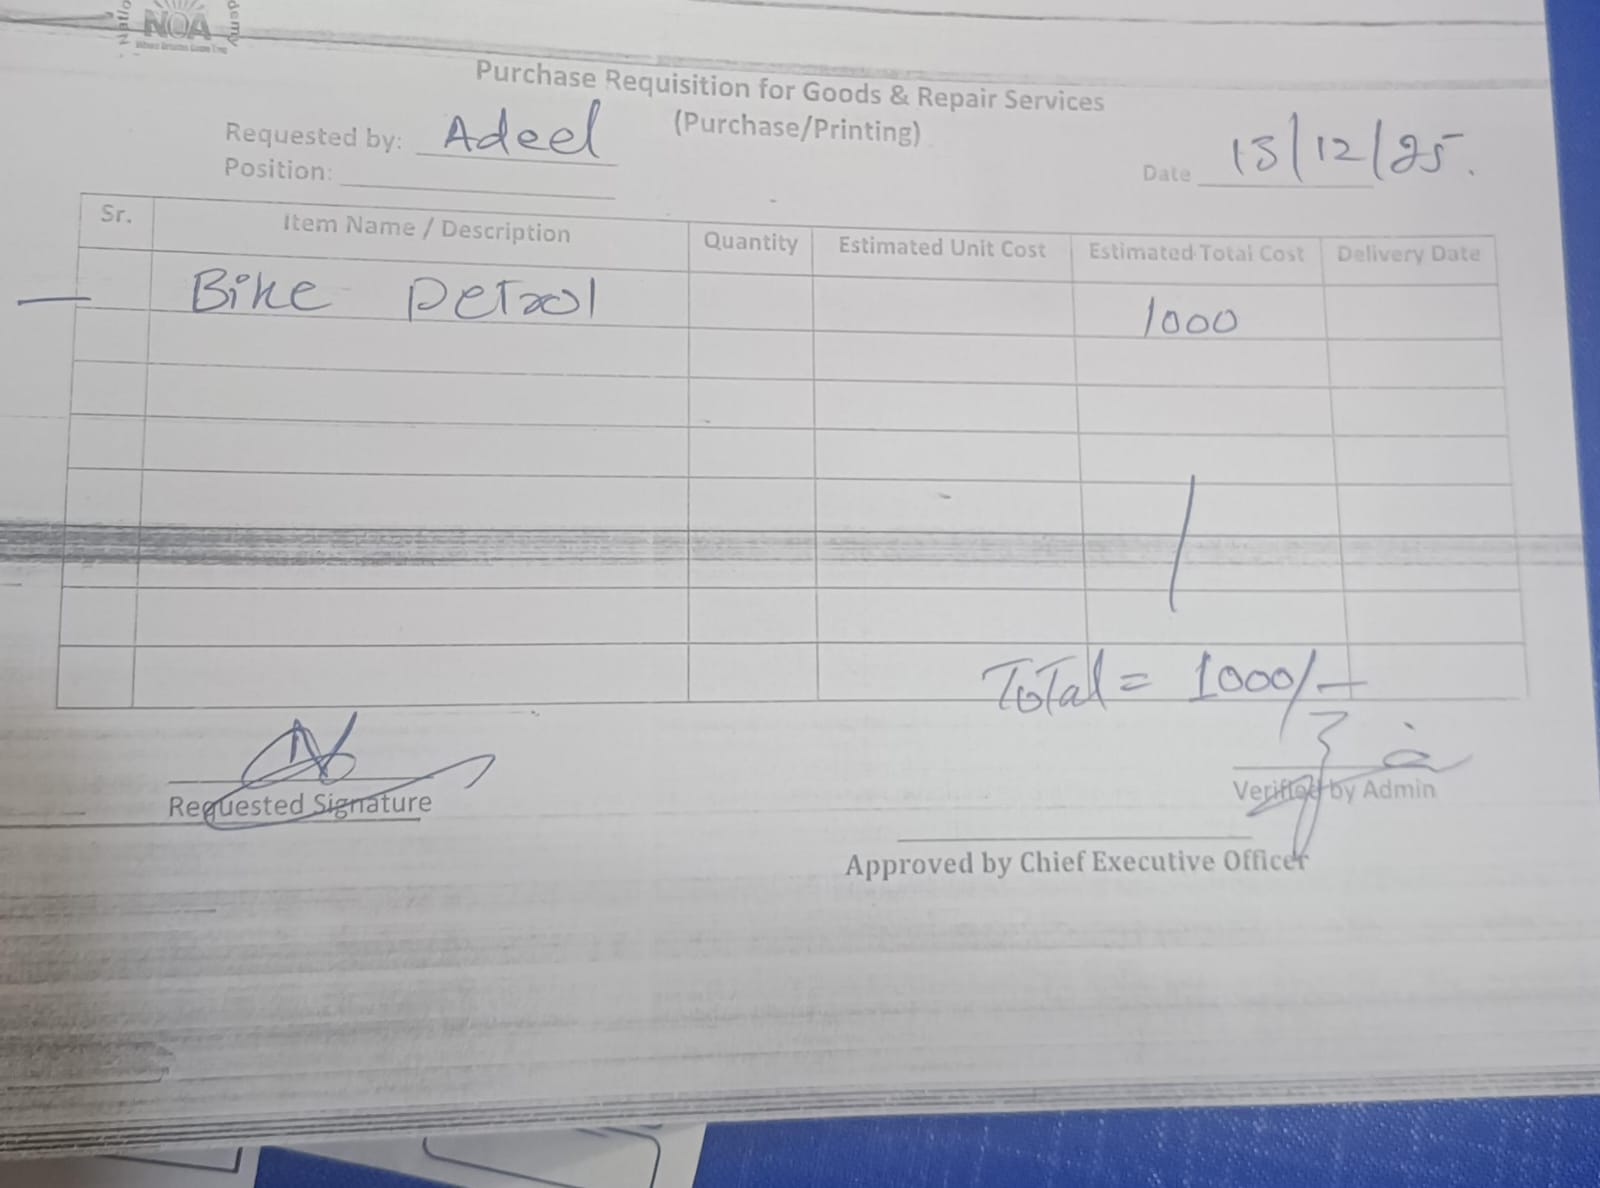 NOA
Purchase Requisition for Goods & Repair Services
(Purchase/Printing)
Requested by: Adeel
Position:
Date 13/12/25.
Sr. Item Name / Description Quantity Estimated Unit Cost Estimated Total Cost Delivery Date
Bike Petrol 1000
Total = 1000/-
Requested Signature
Verified by Admin
Approved by Chief Executive Officer